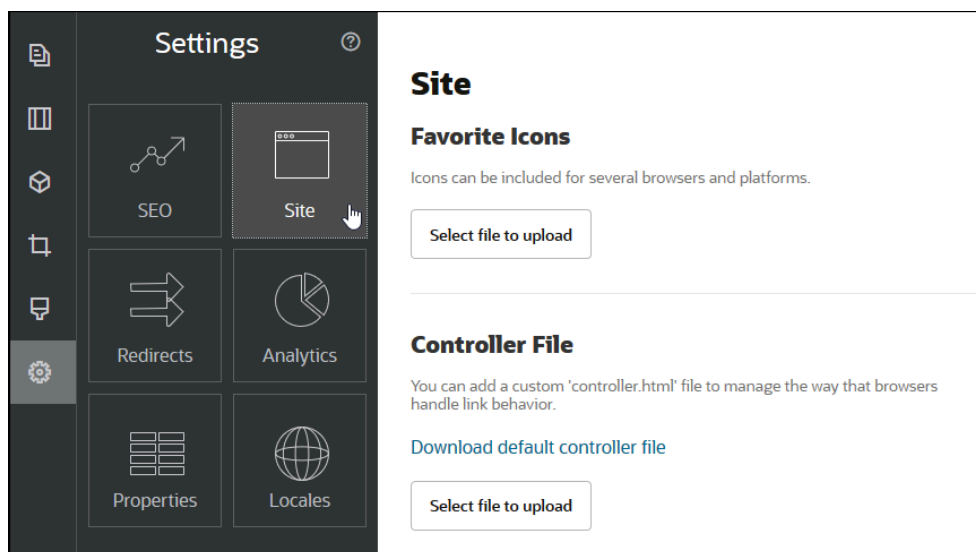 Settings
SEO
Site
Redirects
Analytics
Properties
Locales
Site
Favorite Icons
Icons can be included for several browsers and platforms.
Select file to upload
Controller File
You can add a custom 'controller.html' file to manage the way that browsers
handle link behavior.
Download default controller file
Select file to upload